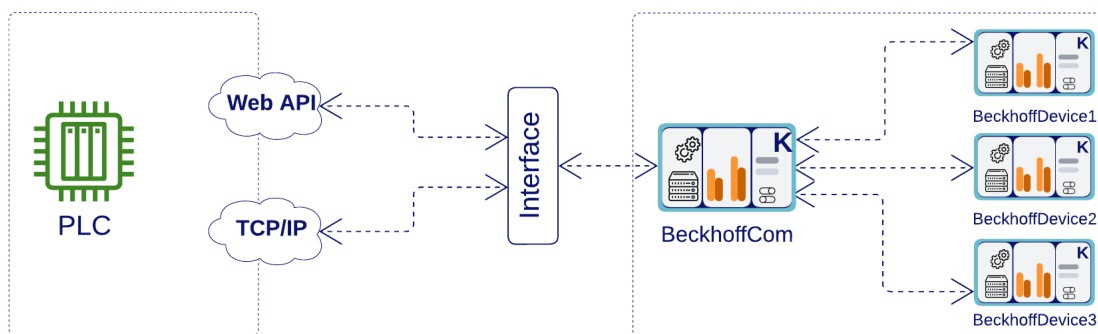 PLC
Web API
TCP/IP
Interface
K
BeckhoffCom
K
BeckhoffDevice1
K
BeckhoffDevice2
K
BeckhoffDevice3